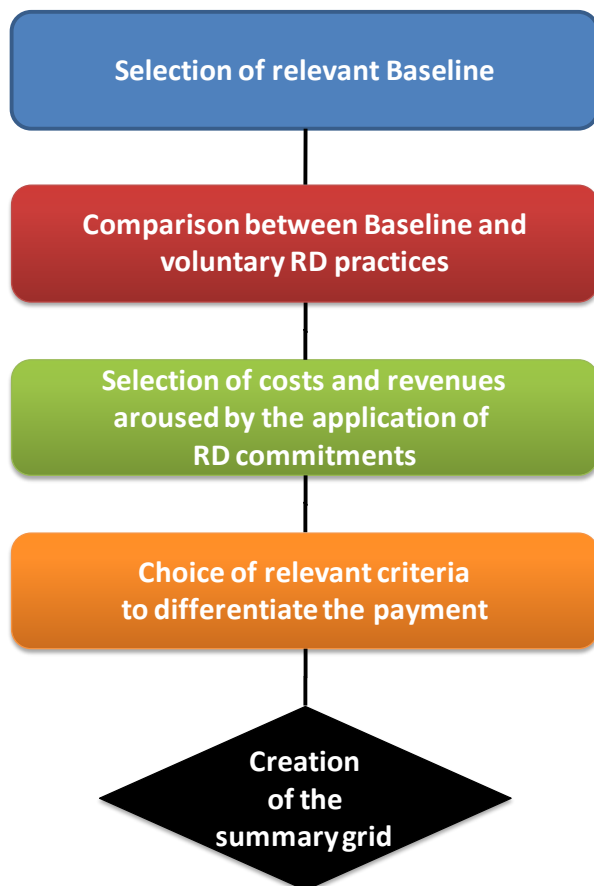 Selection of relevant Baseline
Comparison between Baseline and
voluntary RD practices
Selection of costs and revenues
aroused by the application of
RD commitments
Choice of relevant criteria
to differentiate the payment
Creation
of the
summary grid